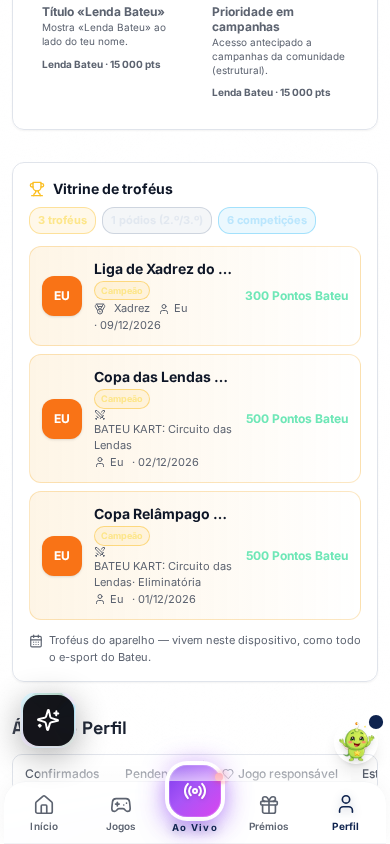 Título «Lenda Bateu»
Mostra «Lenda Bateu» ao
lado do teu nome.
Lenda Bateu · 15 000 pts
Prioridade em
campanhas
Acesso antecipado a
campanhas da comunidade
(estrutural).
Lenda Bateu · 15 000 pts
Vitrine de troféus
3 troféus
1 pódios (2.º/3.º)
6 competições
EU
Liga de Xadrez do ...
Campeão
Xadrez Eu
· 09/12/2026
300 Pontos Bateu
EU
Copa das Lendas ...
Campeão
BATEU KART: Circuito das
Lendas
Eu · 02/12/2026
500 Pontos Bateu
EU
Copa Relâmpago ...
Campeão
BATEU KART: Circuito das
Lendas· Eliminatória
Eu · 01/12/2026
500 Pontos Bateu
Troféus do aparelho — vivem neste dispositivo, como todo
o e-sport do Bateu.
Perfil
Confirmados
Jogo responsável
Início
Jogos
Ao Vivo
Prémios
Perfil